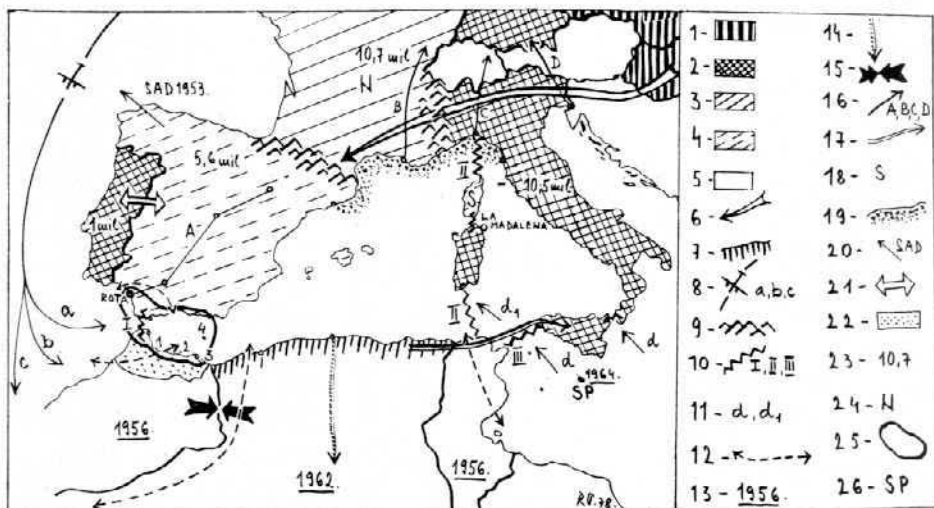 10,7 mil
N
B
C
D
SAD 1953.
5,6 mil
10,5 mil
II
S
LA
MADALENA
A
1 mil
ROTA
a
b
c
1
2
3
4
II
d1
III
d
d
1964.
SP
1956.
1962.
1956.
R.V. 78.
1 -
2 -
3 -
4 -
5 -
6 -
7 -
8 - a,b,c
9 -
10 - I, II, III
11 - d, d1
12 -
13 - 1956.
14 -
15 -
16 - A,B,C,D
17 -
18 - S
19 -
20 - SAD
21 -
22 -
23 - 10,7
24 - N
25 -
26 - SP